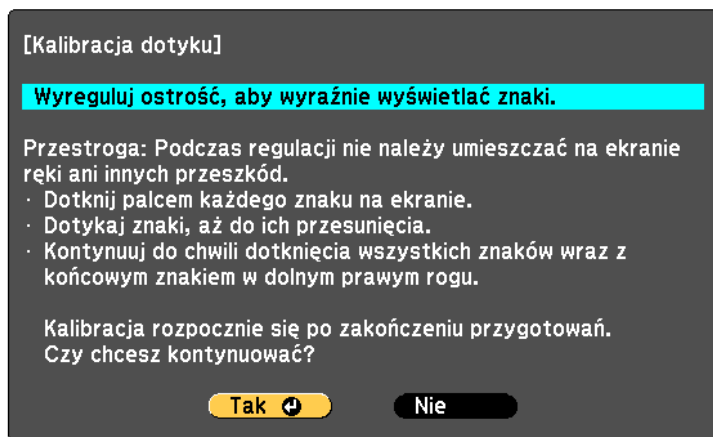 [Kalibracja dotyku]
Wyreguluj ostrość, aby wyraźnie wyświetlać znaki.
Przestroga: Podczas regulacji nie należy umieszczać na ekranie
ręki ani innych przeszkód.
· Dotknij palcem każdego znaku na ekranie.
· Dotykaj znaki, aż do ich przesunięcia.
· Kontynuuj do chwili dotknięcia wszystkich znaków wraz z
końcowym znakiem w dolnym prawym rogu.
Kalibracja rozpocznie się po zakończeniu przygotowań.
Czy chcesz kontynuować?
Tak Nie